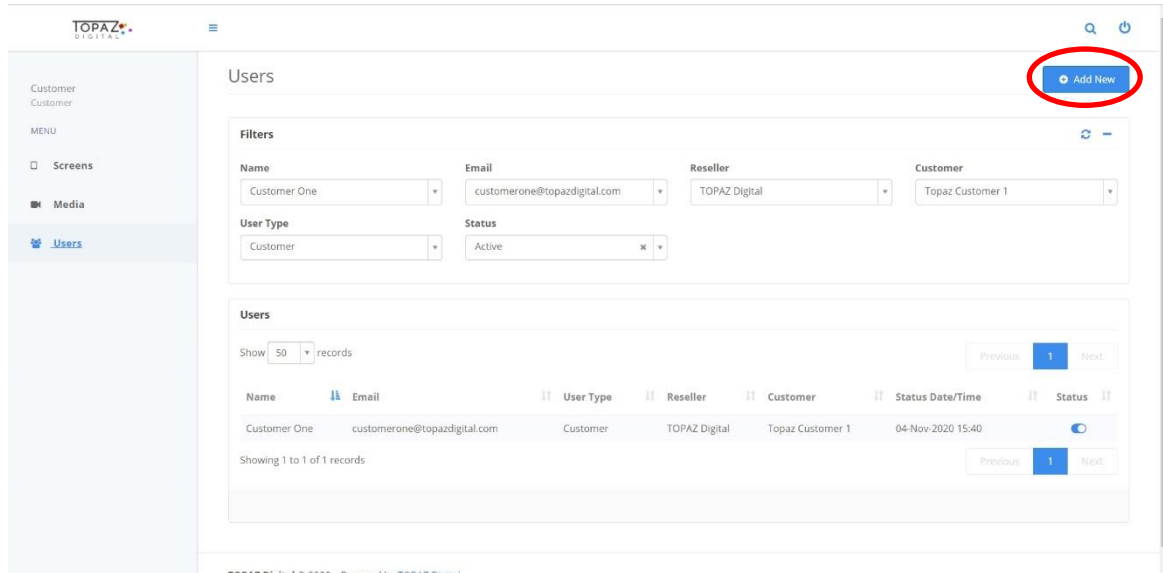 TOPAZ
DIGITAL
Customer
Customer
MENU
Screens
Media
Users
Users
Add New
Filters
Name Email Reseller Customer
Customer One customerone@topazdigital.com TOPAZ Digital Topaz Customer 1
User Type Status
Customer Active
Users
Show 50 records
Previous 1 Next
Name Email User Type Reseller Customer Status Date/Time Status
Customer One customerone@topazdigital.com Customer TOPAZ Digital Topaz Customer 1 04-Nov-2020 15:40
Showing 1 to 1 of 1 records
Previous 1 Next